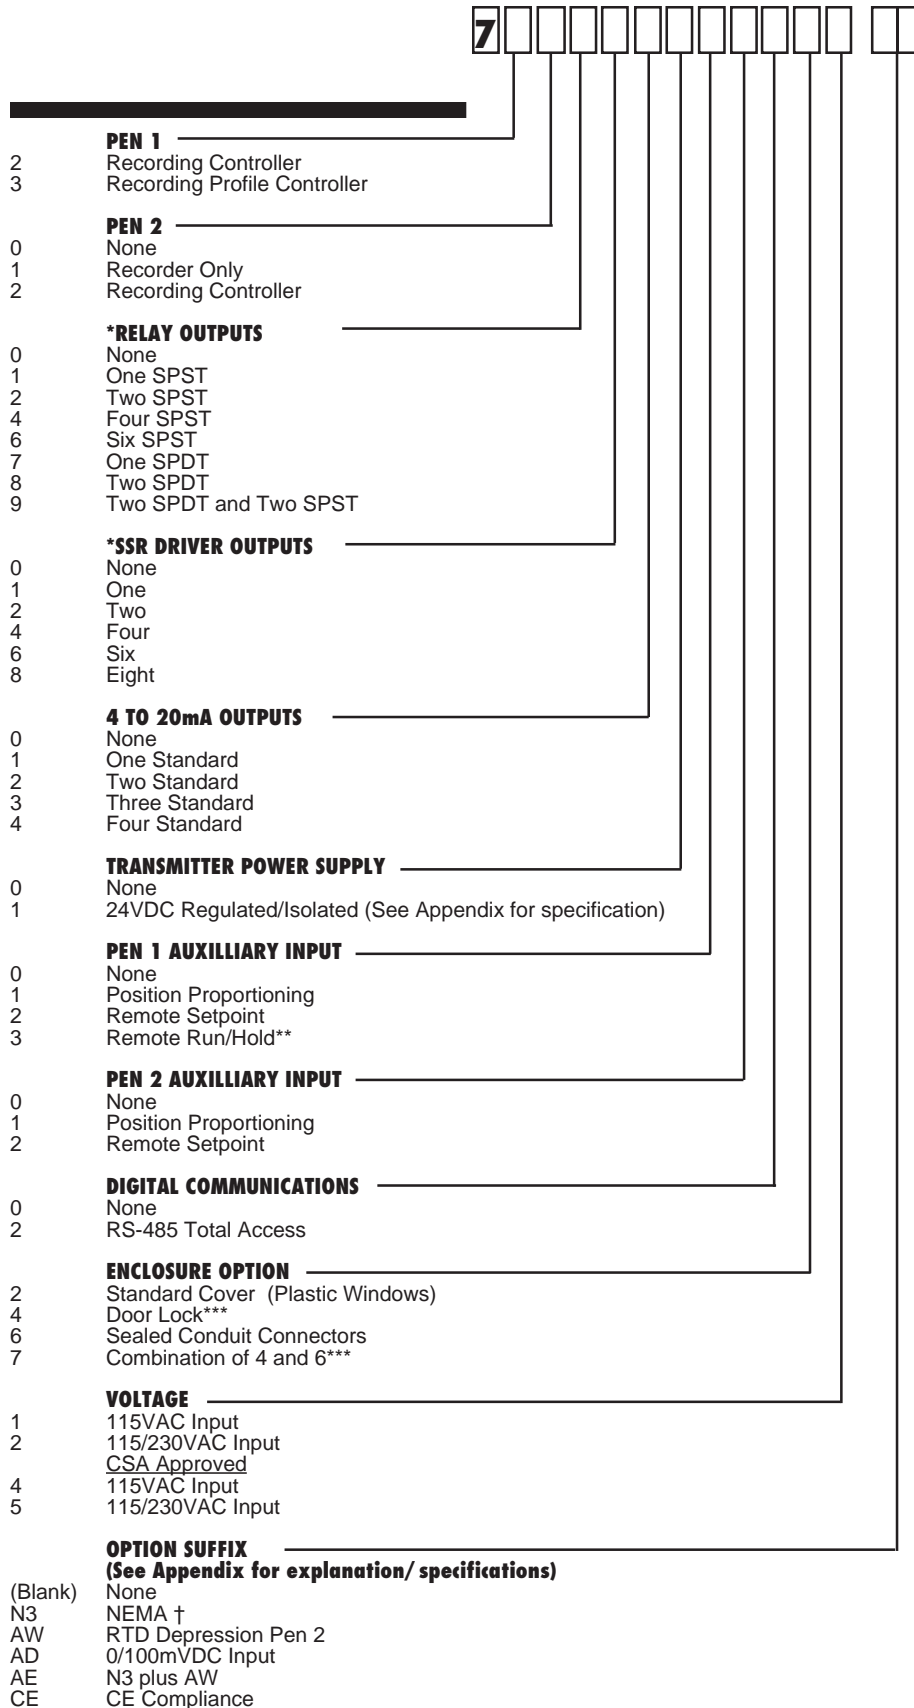 7
PEN 1
2 Recording Controller
3 Recording Profile Controller
PEN 2
0 None
1 Recorder Only
2 Recording Controller
*RELAY OUTPUTS
0 None
1 One SPST
2 Two SPST
4 Four SPST
6 Six SPST
7 One SPDT
8 Two SPDT
9 Two SPDT and Two SPST
*SSR DRIVER OUTPUTS
0 None
1 One
2 Two
4 Four
6 Six
8 Eight
4 TO 20mA OUTPUTS
0 None
1 One Standard
2 Two Standard
3 Three Standard
4 Four Standard
TRANSMITTER POWER SUPPLY
0 None
1 24VDC Regulated/Isolated (See Appendix for specification)
PEN 1 AUXILLIARY INPUT
0 None
1 Position Proportioning
2 Remote Setpoint
3 Remote Run/Hold**
PEN 2 AUXILLIARY INPUT
0 None
1 Position Proportioning
2 Remote Setpoint
DIGITAL COMMUNICATIONS
0 None
2 RS-485 Total Access
ENCLOSURE OPTION
2 Standard Cover (Plastic Windows)
4 Door Lock***
6 Sealed Conduit Connectors
7 Combination of 4 and 6***
VOLTAGE
1 115VAC Input
2 115/230VAC Input
CSA Approved
4 115VAC Input
5 115/230VAC Input
OPTION SUFFIX
(See Appendix for explanation/ specifications)
(Blank) None
N3 NEMA †
AW RTD Depression Pen 2
AD 0/100mVDC Input
AE N3 plus AW
CE CE Compliance